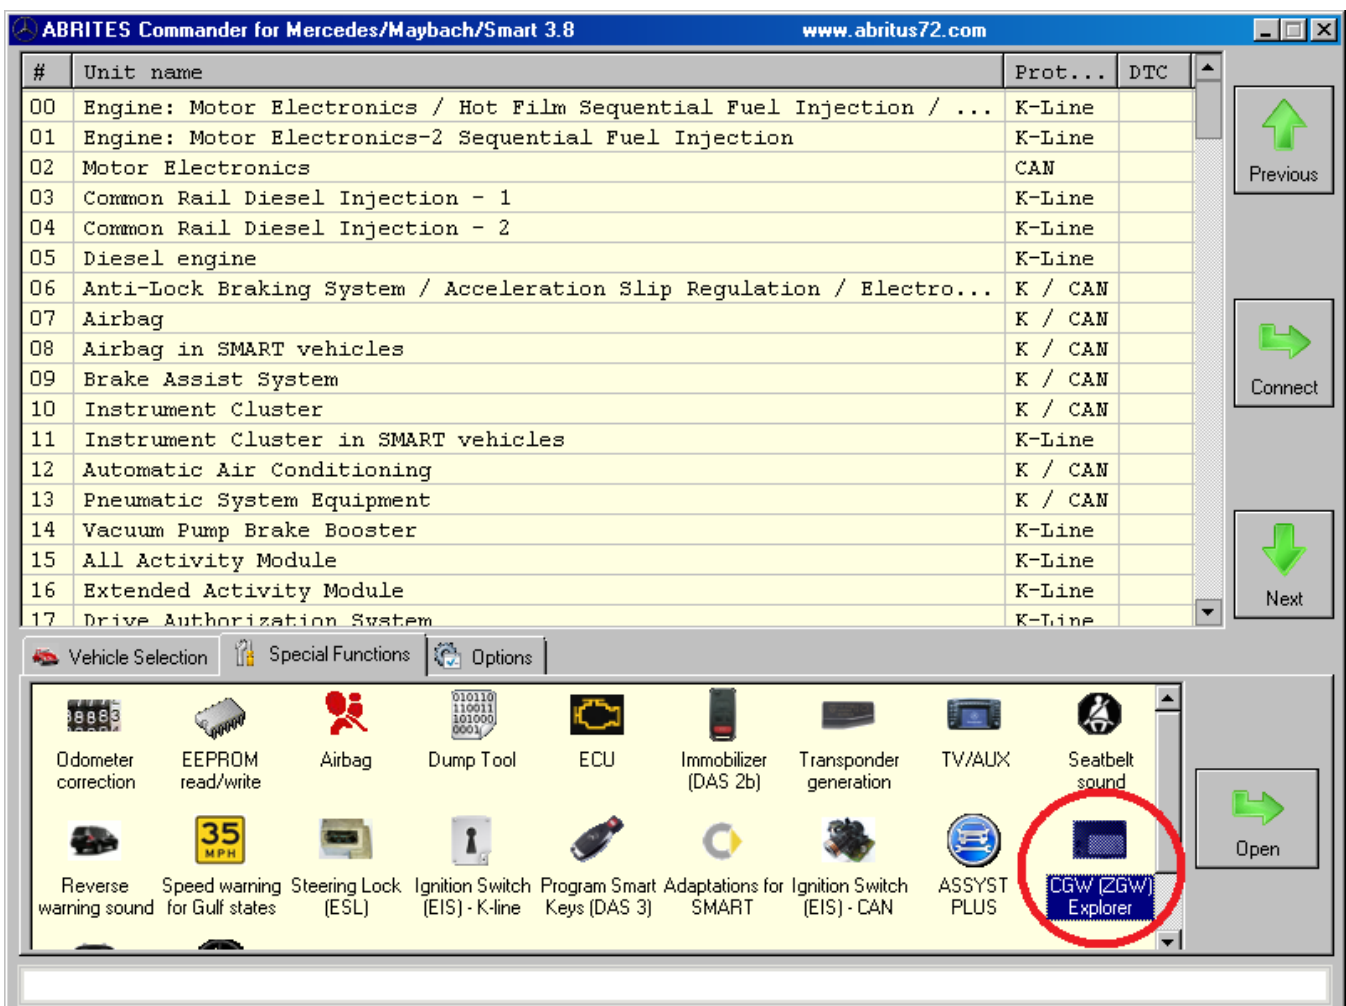 ABRITES Commander for Mercedes/Maybach/Smart 3.8 www.abritus72.com
# Unit name Prot... DTC
00 Engine: Motor Electronics / Hot Film Sequential Fuel Injection / ... K-Line
01 Engine: Motor Electronics-2 Sequential Fuel Injection K-Line
02 Motor Electronics CAN
03 Common Rail Diesel Injection - 1 K-Line
04 Common Rail Diesel Injection - 2 K-Line
05 Diesel engine K-Line
06 Anti-Lock Braking System / Acceleration Slip Regulation / Electro... K / CAN
07 Airbag K / CAN
08 Airbag in SMART vehicles K / CAN
09 Brake Assist System K / CAN
10 Instrument Cluster K / CAN
11 Instrument Cluster in SMART vehicles K-Line
12 Automatic Air Conditioning K / CAN
13 Pneumatic System Equipment K / CAN
14 Vacuum Pump Brake Booster K-Line
15 All Activity Module K-Line
16 Extended Activity Module K-Line
17 Drive Authorization System K-Line
Previous
Connect
Next
Vehicle Selection Special Functions Options
010110
110011
101000
0001
Odometer EEPROM Airbag Dump Tool ECU Immobilizer Transponder TV/AUX Seatbelt
correction read/write (DAS 2b) generation sound
35
MPH
Reverse Speed warning Steering Lock Ignition Switch Program Smart Adaptations for Ignition Switch ASSYST CGW (ZGW)
warning sound for Gulf states (ESL) (EIS) - K-line Keys (DAS 3) SMART (EIS) - CAN PLUS Explorer
Open